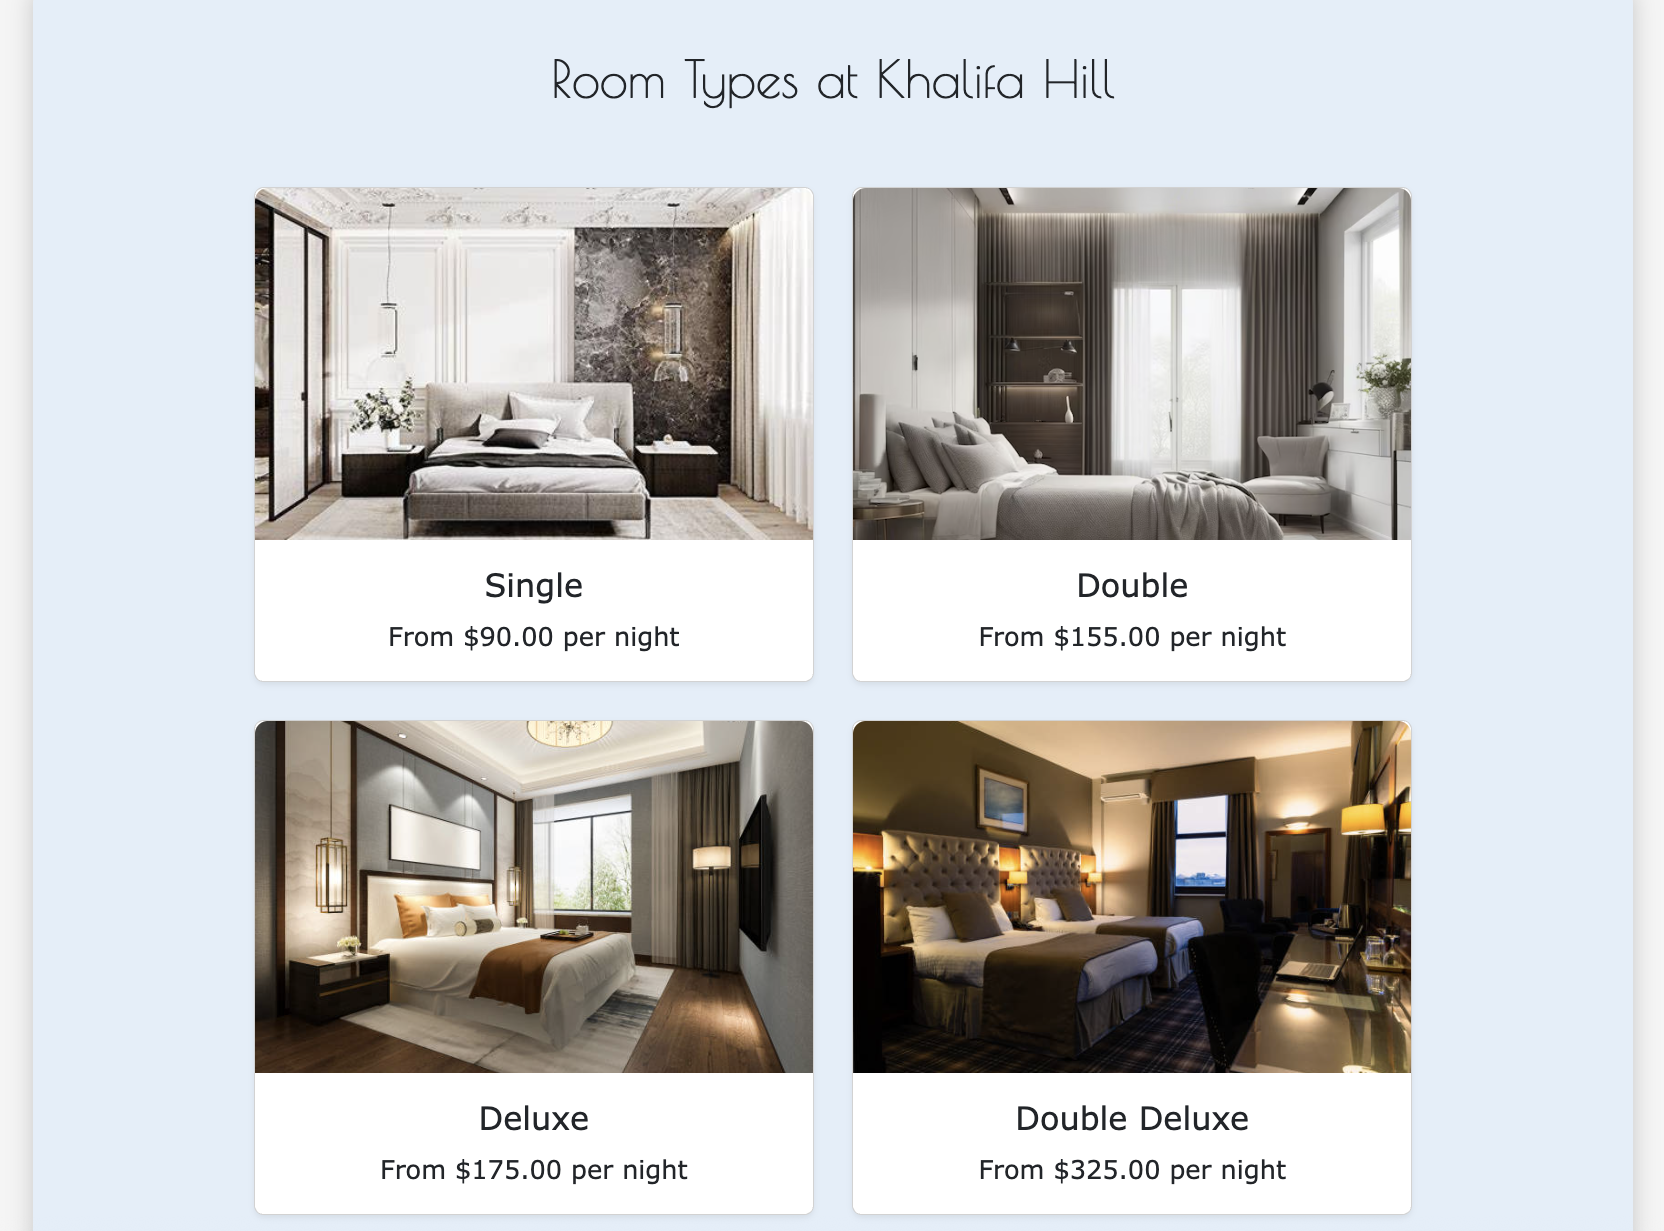 Room Types at Khalifa Hill
Single
From $90.00 per night
Double
From $155.00 per night
Deluxe
From $175.00 per night
Double Deluxe
From $325.00 per night